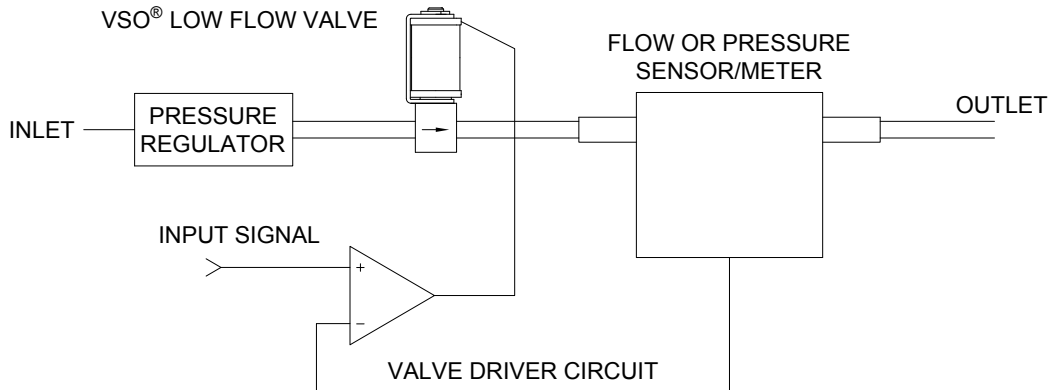 VSO® LOW FLOW VALVE
FLOW OR PRESSURE
SENSOR/METER
INLET
PRESSURE
REGULATOR
OUTLET
INPUT SIGNAL
+
−
VALVE DRIVER CIRCUIT